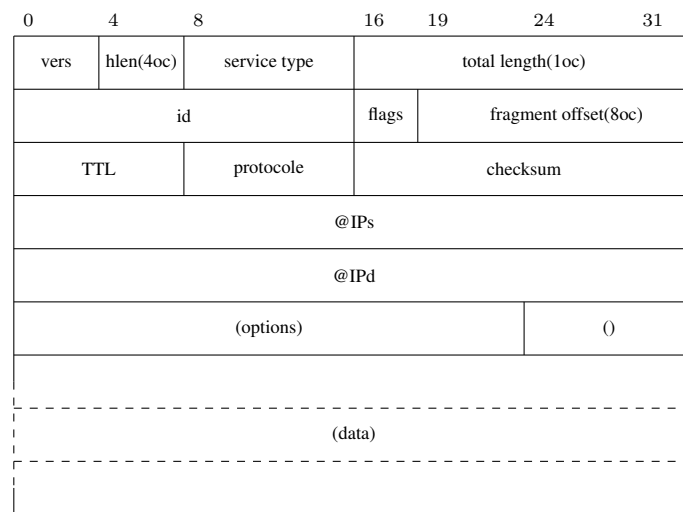 0 4 8 16 19 24 31
vers hlen(4oc) service type total length(1oc)
id flags fragment offset(8oc)
TTL protocole checksum
@IPs
@IPd
(options) ()
(data)